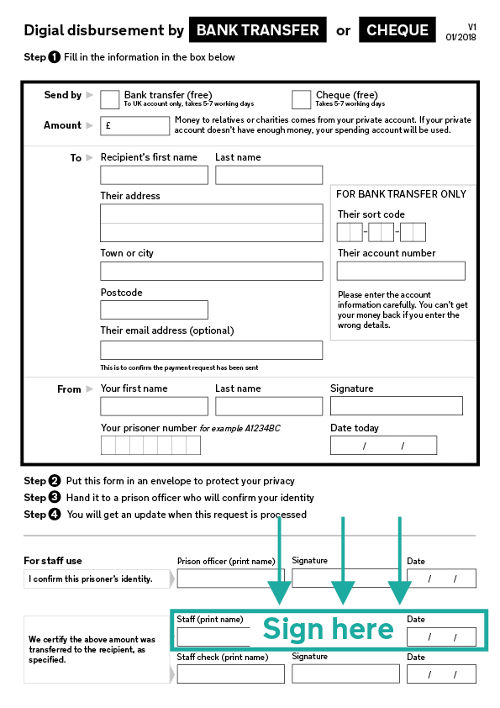 Digial disbursement by BANK TRANSFER or CHEQUE
V1
01/2018
Step 1 Fill in the information in the box below
Send by
Bank transfer (free)
To UK account only, takes 5-7 working days
Cheque (free)
Takes 5-7 working days
Amount
£
Money to relatives or charities comes from your private account. If your private
account doesn't have enough money, your spending account will be used.
To
Recipient's first name
Last name
Their address
Town or city
Postcode
Their email address (optional)
This is to confirm the payment request has been sent
FOR BANK TRANSFER ONLY
Their sort code
- -
Their account number
Please enter the account
information carefully. You can't get
your money back if you enter the
wrong details.
From
Your first name
Last name
Signature
Your prisoner number for example A1234BC
Date today
/ /
Step 2 Put this form in an envelope to protect your privacy
Step 3 Hand it to a prison officer who will confirm your identity
Step 4 You will get an update when this request is processed
For staff use
I confirm this prisoner's identity.
Prison officer (print name)
Signature
Date
/ /
We certify the above amount was
transferred to the recipient, as
specified.
Staff (print name)
Sign here
Date
/ /
Staff check (print name)
Signature
Date
/ /